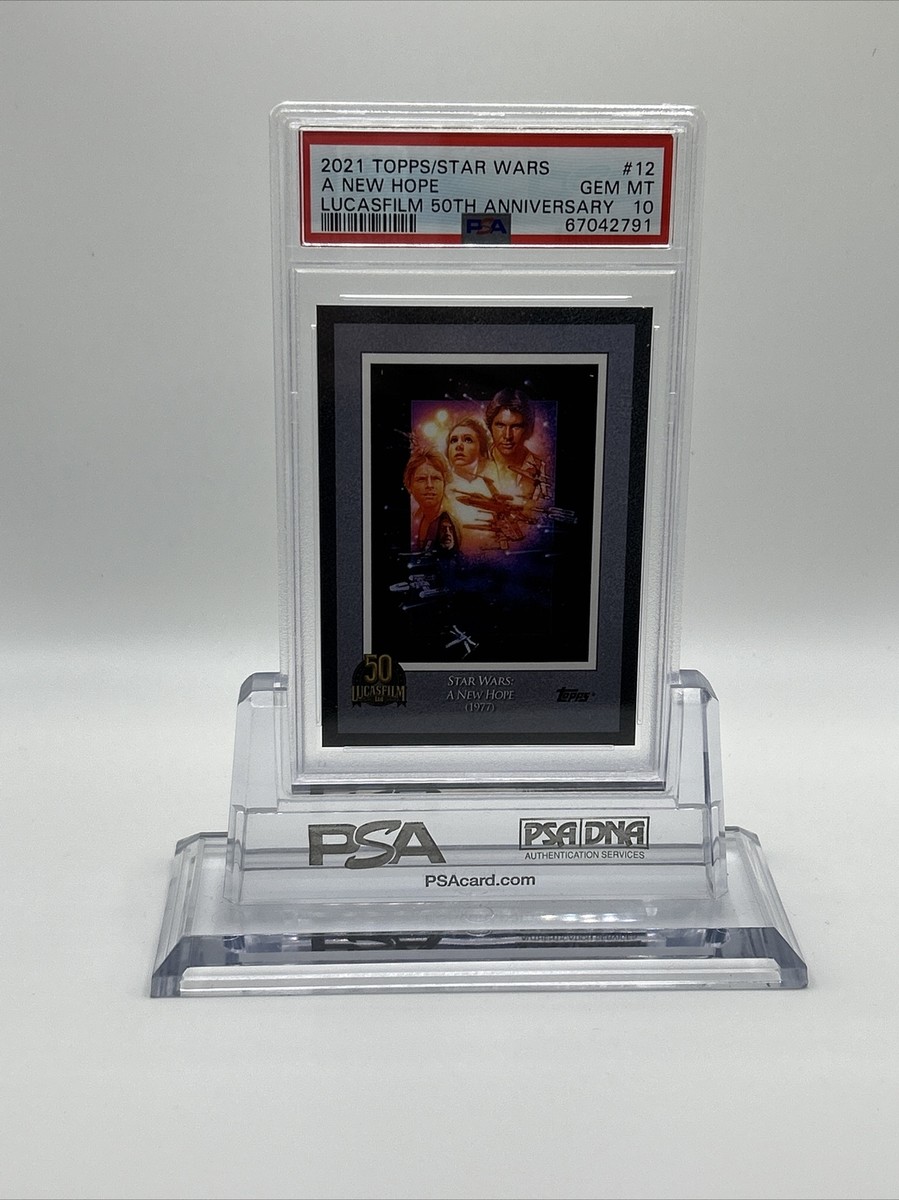 2021 TOPPS/STAR WARS #12
A NEW HOPE GEM MT
LUCASFILM 50TH ANNIVERSARY 10
PSA 67042791
50
LUCASFILM
LTD
STAR WARS:
A NEW HOPE
(1977)
TOPPS
PSA
PSA DNA
AUTHENTICATION SERVICES
PSAcard.com